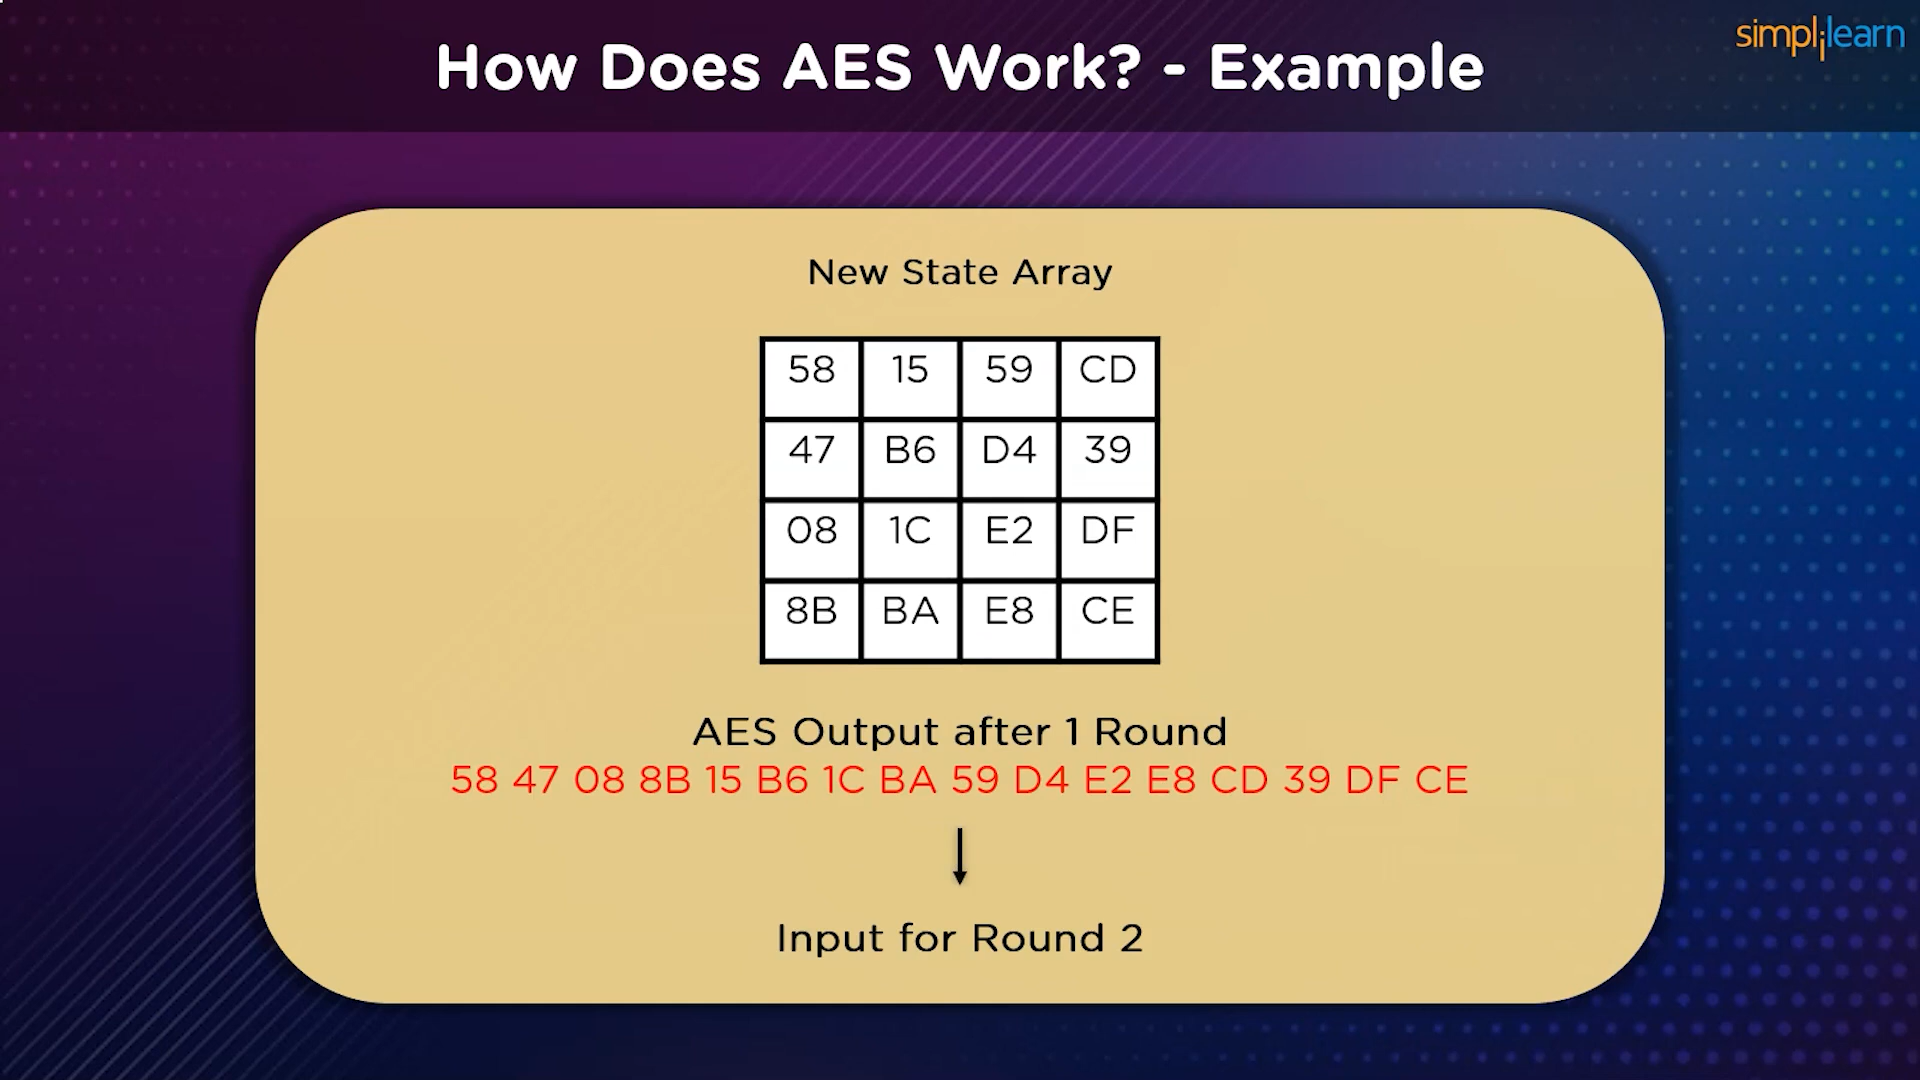 simplilearn
How Does AES Work? - Example
New State Array
58 15 59 CD
47 B6 D4 39
08 1C E2 DF
8B BA E8 CE
AES Output after 1 Round
58 47 08 8B 15 B6 1C BA 59 D4 E2 E8 CD 39 DF CE
Input for Round 2